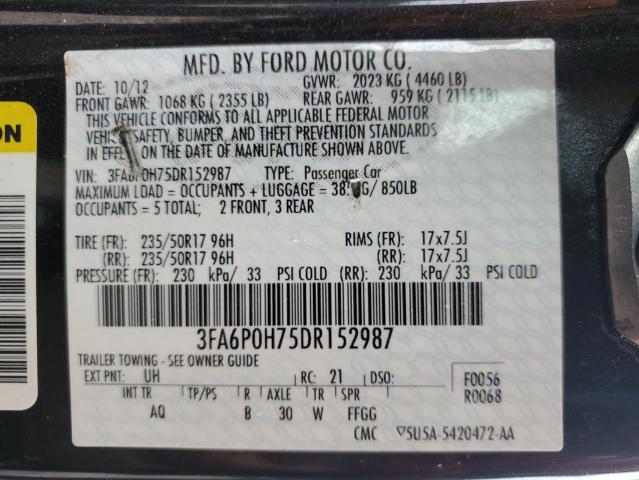 ON
MFD. BY FORD MOTOR CO.
DATE: 10/12 GVWR: 2023 KG ( 4460 LB)
FRONT GAWR: 1068 KG ( 2355 LB) REAR GAWR: 959 KG ( 2115 LB)
THIS VEHICLE CONFORMS TO ALL APPLICABLE FEDERAL MOTOR
VEHICLE SAFETY, BUMPER, AND THEFT PREVENTION STANDARDS
IN EFFECT ON THE DATE OF MANUFACTURE SHOWN ABOVE.
VIN: 3FA6P0H75DR152987 TYPE: Passenger Car
MAXIMUM LOAD = OCCUPANTS + LUGGAGE = KG/ 850LB
OCCUPANTS = 5 TOTAL; 2 FRONT, 3 REAR
TIRE (FR): 235/50R17 96H RIMS (FR): 17x7.5J
(RR): 235/50R17 96H (RR): 17x7.5J
PRESSURE (FR): 230 kPa/ 33 PSI COLD (RR): 230 kPa/ 33 PSI COLD
3FA6P0H75DR152987
TRAILER TOWING - SEE OWNER GUIDE
EXT PNT: UH RC: 21 DSO: F0056
R0068
INT TR TP/PS R AXLE TR SPR
AQ B 30 W FFGG
CMC ▽5U5A-5420472-AA